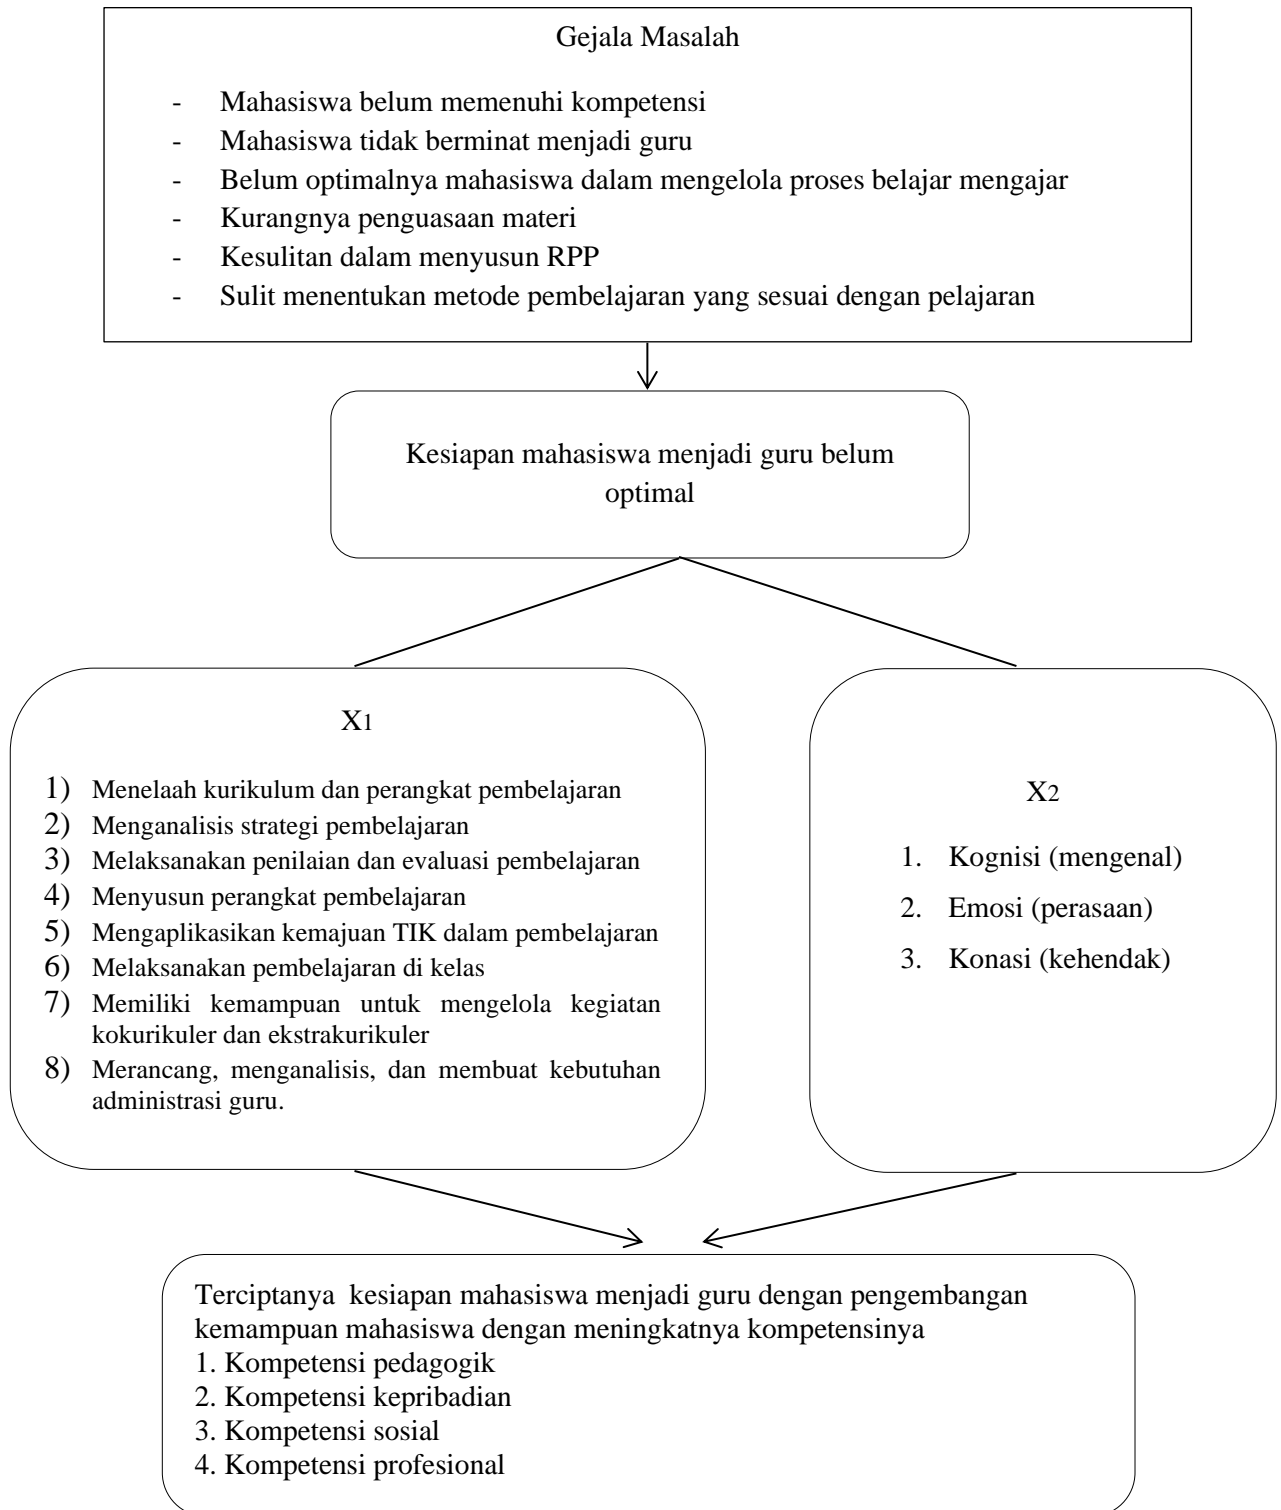 Gejala Masalah
- Mahasiswa belum memenuhi kompetensi
- Mahasiswa tidak berminat menjadi guru
- Belum optimalnya mahasiswa dalam mengelola proses belajar mengajar
- Kurangnya penguasaan materi
- Kesulitan dalam menyusun RPP
- Sulit menentukan metode pembelajaran yang sesuai dengan pelajaran
Kesiapan mahasiswa menjadi guru belum
optimal
X1
1) Menelaah kurikulum dan perangkat pembelajaran
2) Menganalisis strategi pembelajaran
3) Melaksanakan penilaian dan evaluasi pembelajaran
4) Menyusun perangkat pembelajaran
5) Mengaplikasikan kemajuan TIK dalam pembelajaran
6) Melaksanakan pembelajaran di kelas
7) Memiliki kemampuan untuk mengelola kegiatan
kokurikuler dan ekstrakurikuler
8) Merancang, menganalisis, dan membuat kebutuhan
administrasi guru.
X2
1. Kognisi (mengenal)
2. Emosi (perasaan)
3. Konasi (kehendak)
Terciptanya kesiapan mahasiswa menjadi guru dengan pengembangan
kemampuan mahasiswa dengan meningkatnya kompetensinya
1. Kompetensi pedagogik
2. Kompetensi kepribadian
3. Kompetensi sosial
4. Kompetensi profesional